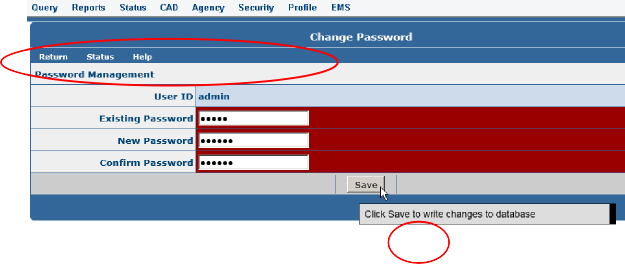 Query Reports Status CAD Agency Security Profile EMS
Change Password
Return Status Help
Password Management
User ID admin
Existing Password •••••
New Password ••••••
Confirm Password ••••••
Save
Click Save to write changes to database